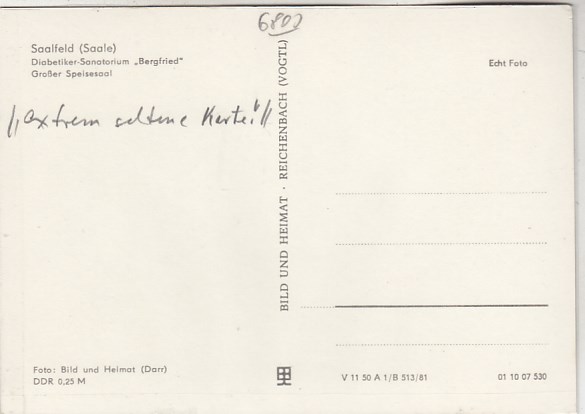 6802
Saalfeld (Saale)
Diabetiker-Sanatorium „Bergfried"
Großer Speisesaal
Echt Foto
"extrem seltene Karte!"
BILD UND HEIMAT · REICHENBACH (VOGTL)
Foto: Bild und Heimat (Darr)
DDR 0,25 M
V 11 50 A 1/B 513/81
01 10 07 530